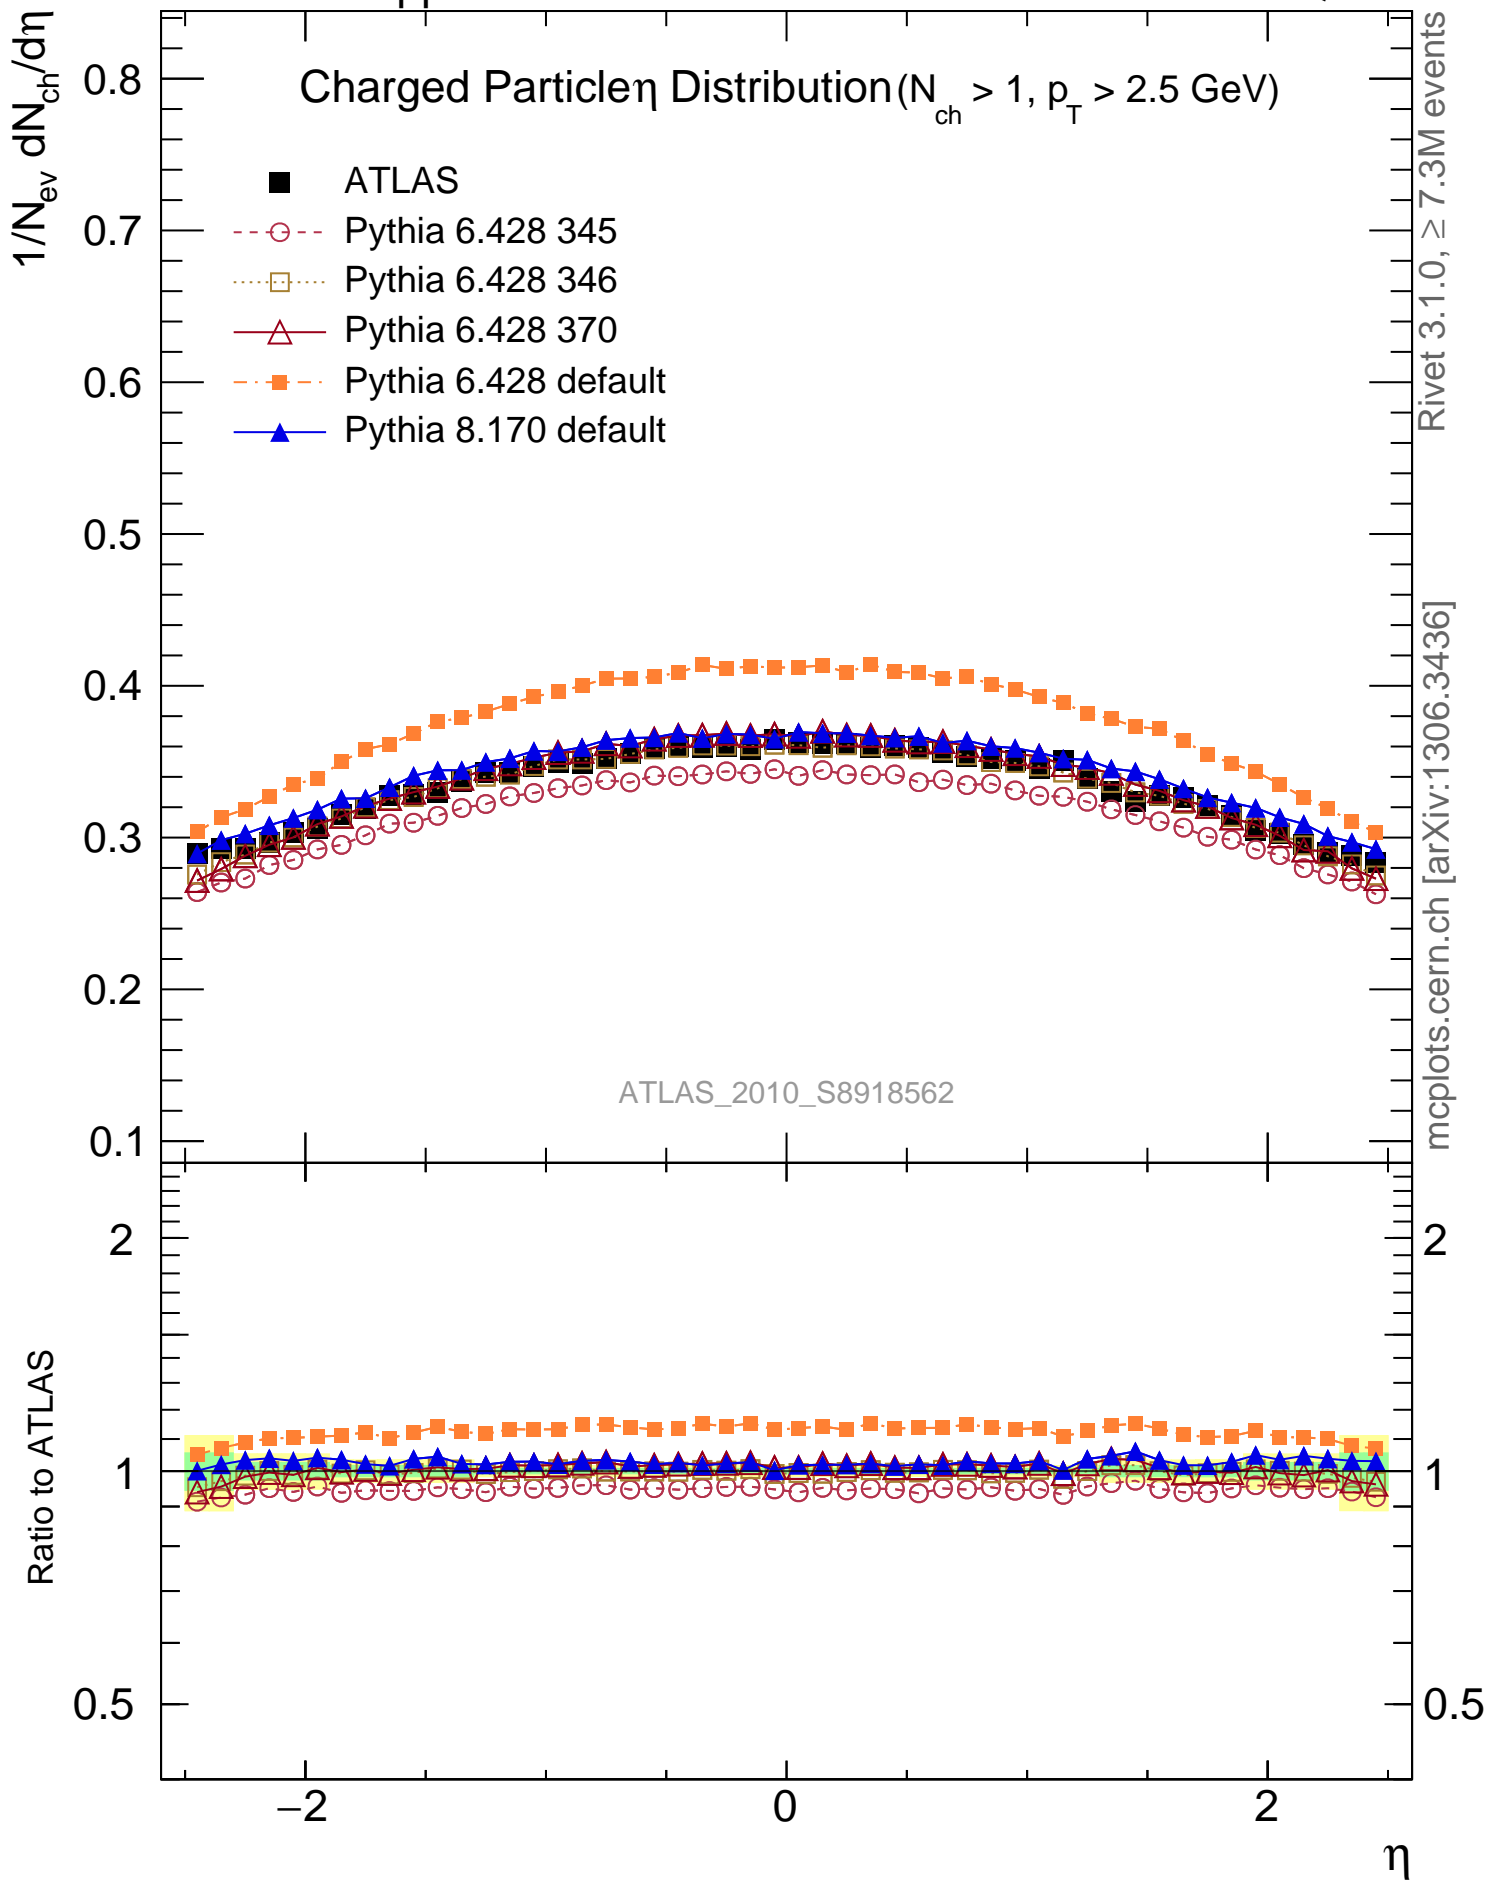 1/N_ev dN_ch/dη
Charged Particleη Distribution (N_ch > 1, p_T > 2.5 GeV)
ATLAS
Pythia 6.428 345
Pythia 6.428 346
Pythia 6.428 370
Pythia 6.428 default
Pythia 8.170 default
0.8
0.7
0.6
0.5
0.4
0.3
0.2
0.1
ATLAS_2010_S8918562
Rivet 3.1.0, ≥ 7.3M events
mcplots.cern.ch [arXiv:1306.3436]
Ratio to ATLAS
2
1
0.5
2
1
0.5
−2
0
2
η